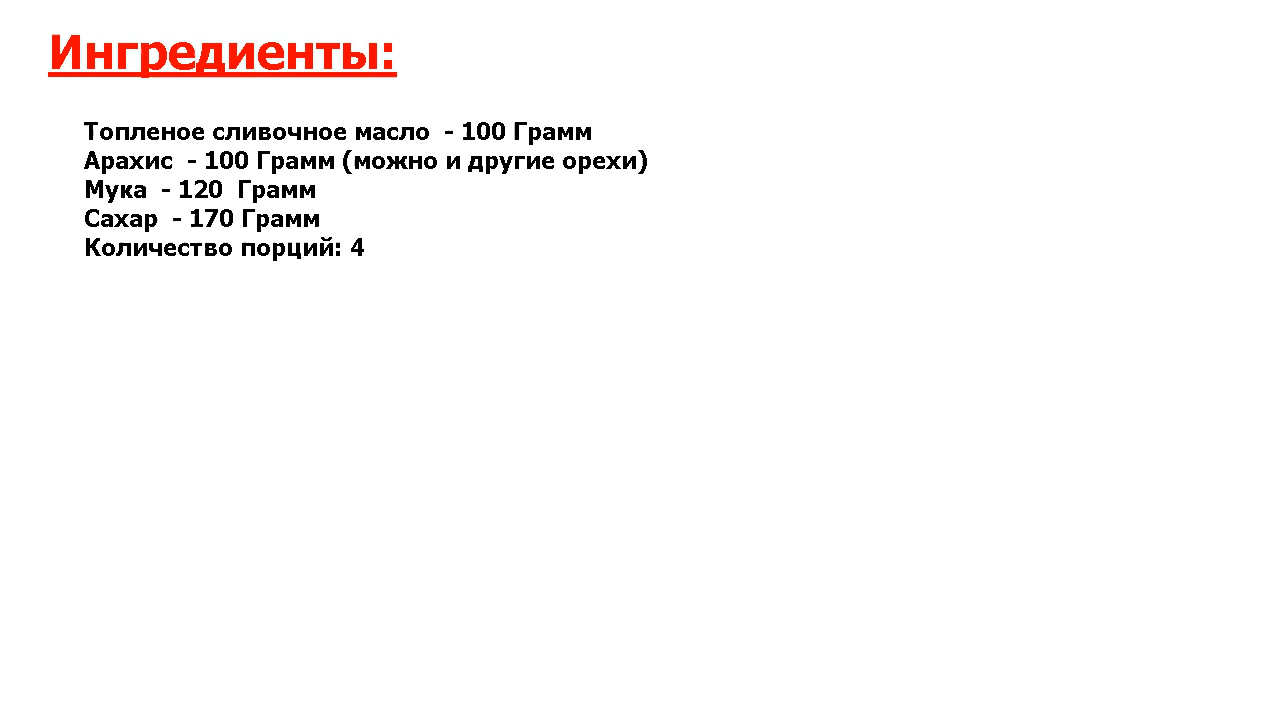 Ингредиенты:
Топленое сливочное масло  - 100 Грамм
Арахис  - 100 Грамм (можно и другие орехи)
Мука  - 120  Грамм
Сахар  - 170 Грамм
Количество порций: 4